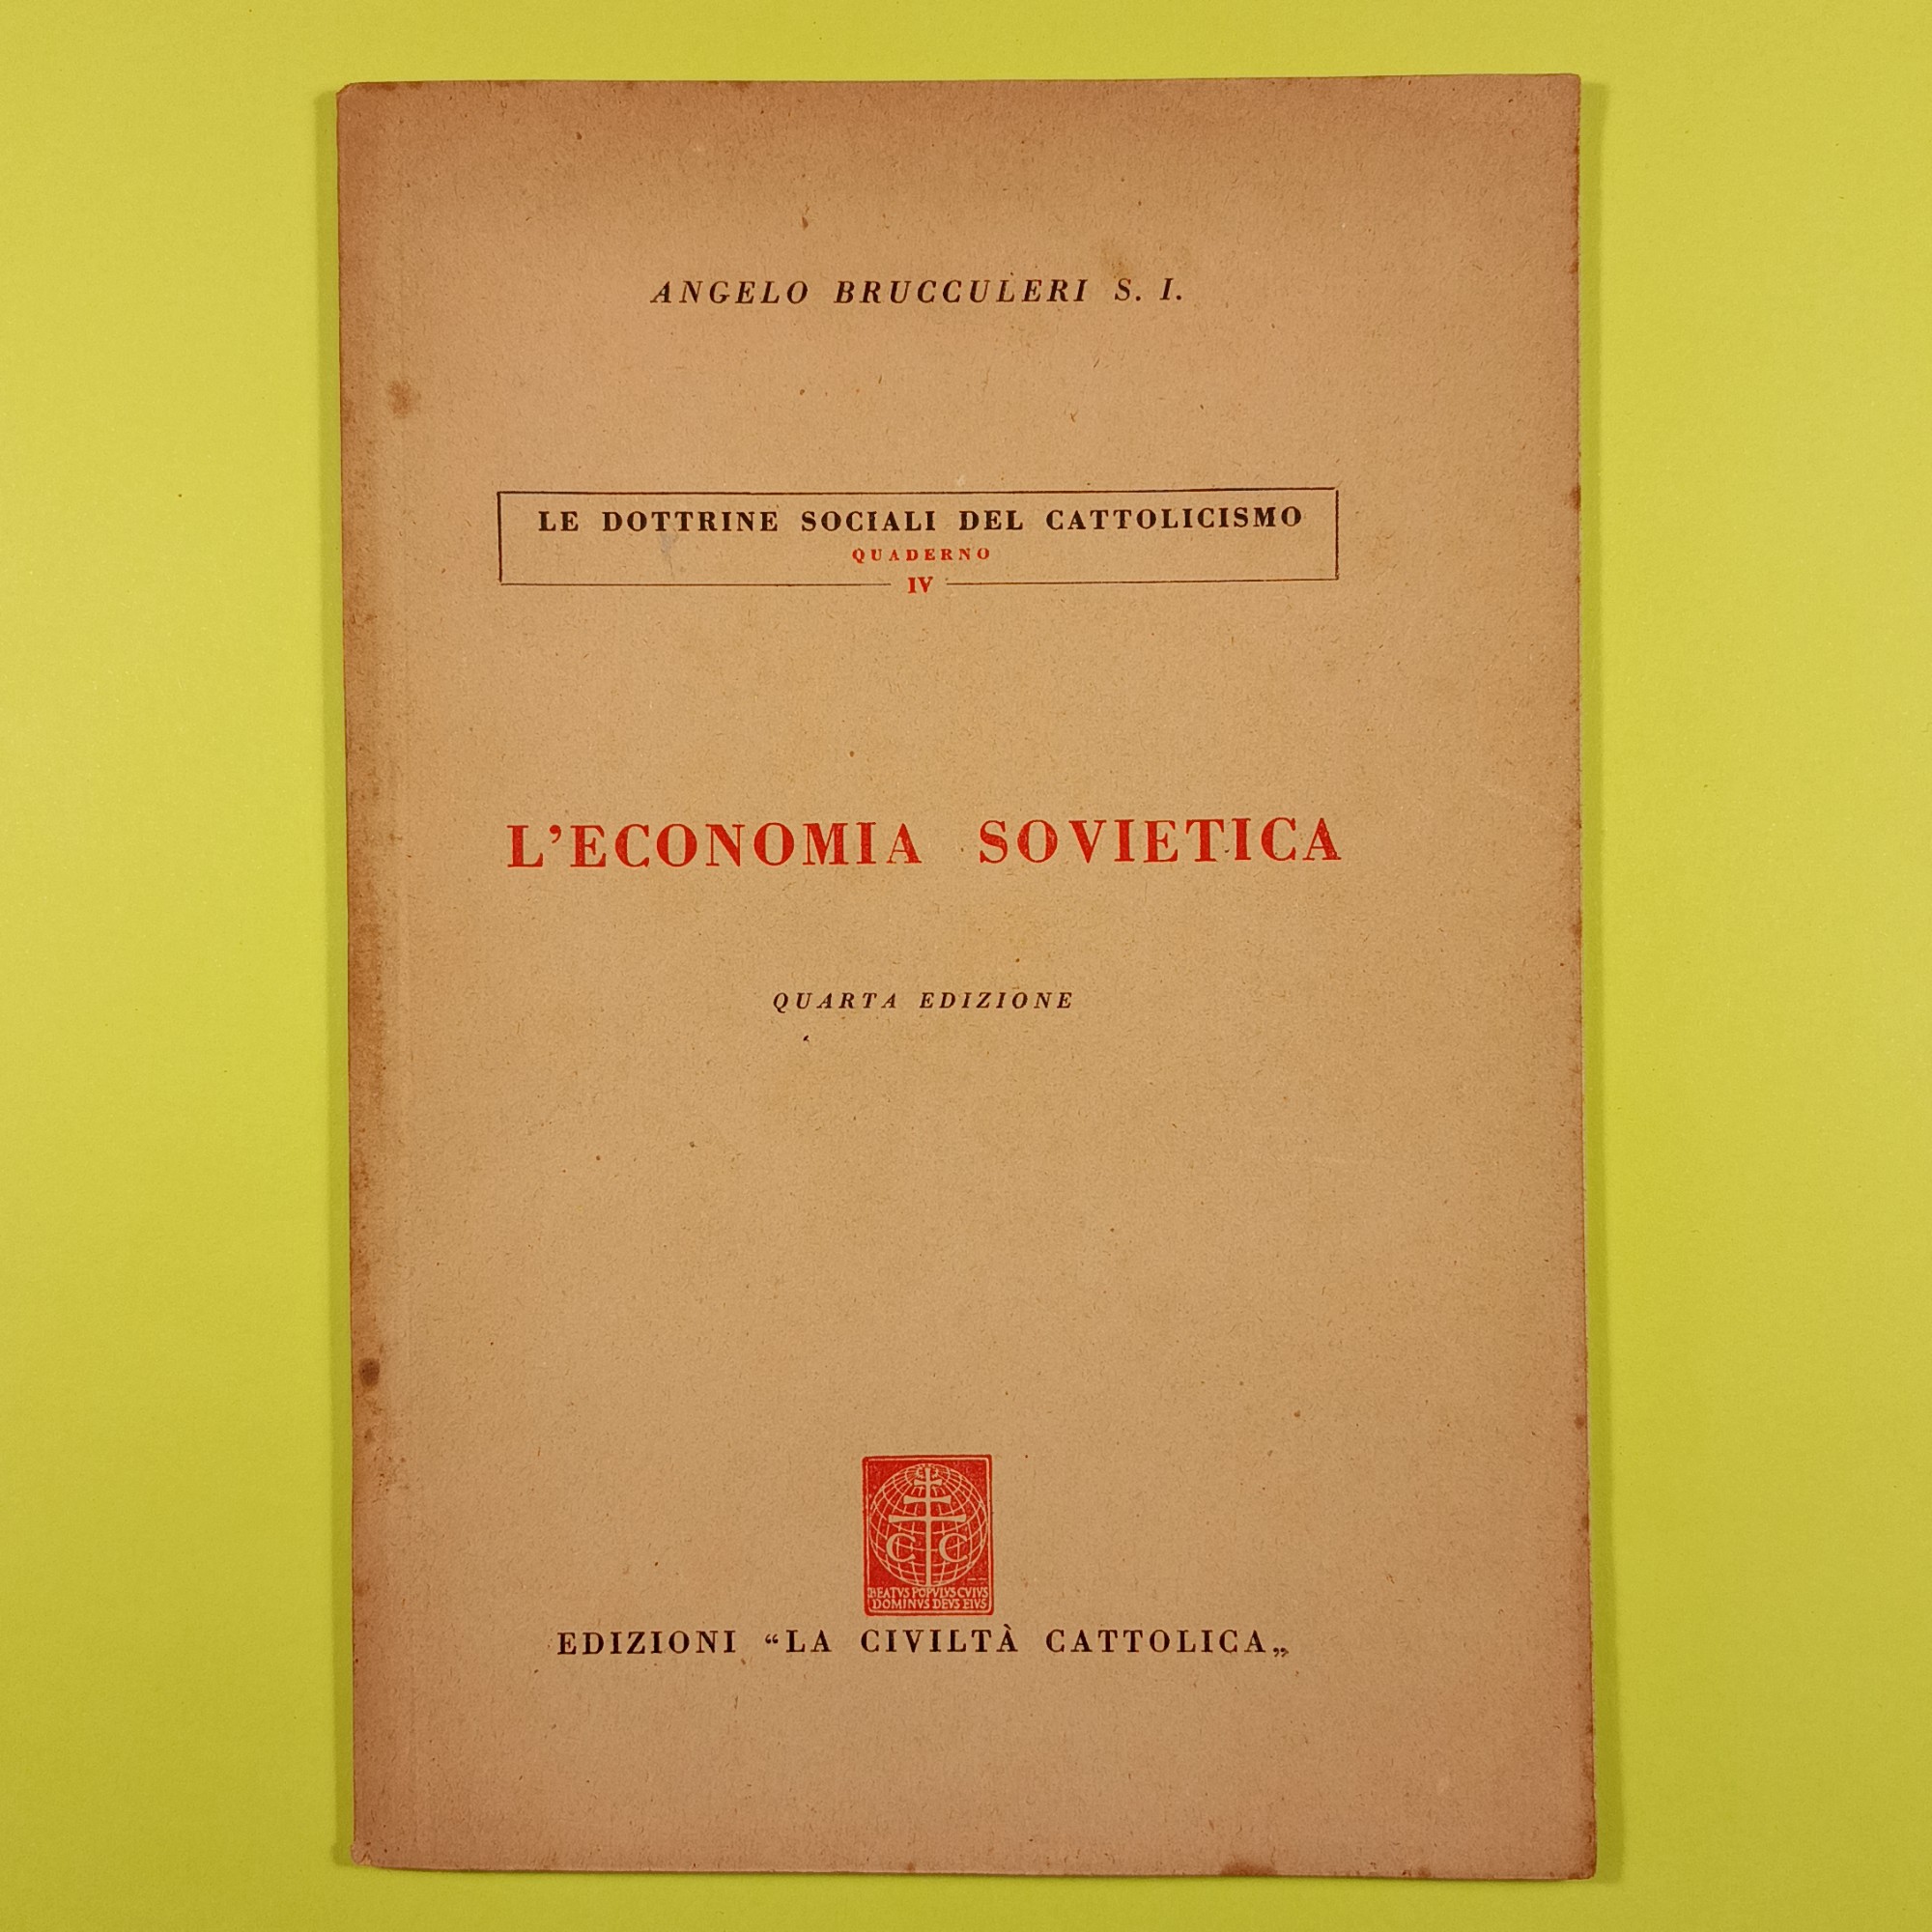 ANGELO BRUCCULERI S. I.
LE DOTTRINE SOCIALI DEL CATTOLICISMO
QUADERNO
IV
L'ECONOMIA SOVIETICA
QUARTA EDIZIONE
C C
BEATVS POPVLVS CVIVS
DOMINVS DEVS EIVS
EDIZIONI “LA CIVILTÀ CATTOLICA„